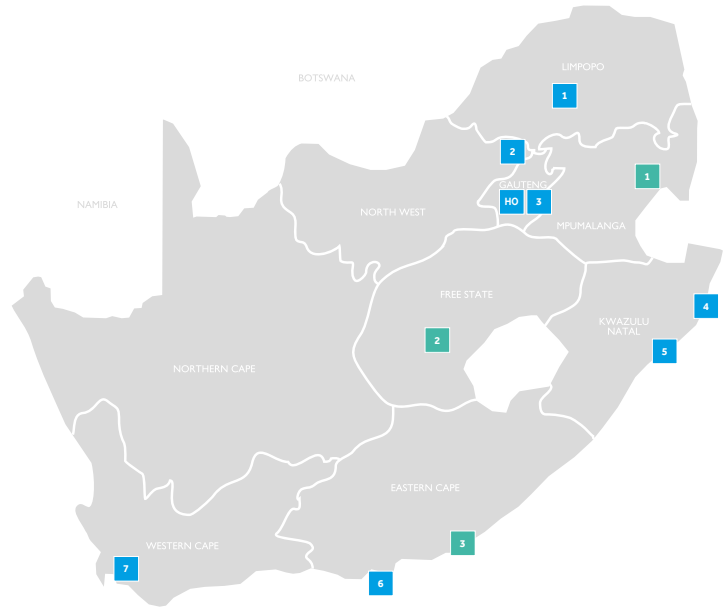 LIMPOPO
BOTSWANA
1
2
1
GAUTENG
NAMIBIA
HO
3
NORTH WEST
MPUMALANGA
FREE STATE
4
KWAZULU
NATAL
2
5
NORTHERN CAPE
EASTERN CAPE
3
WESTERN CAPE
7
6